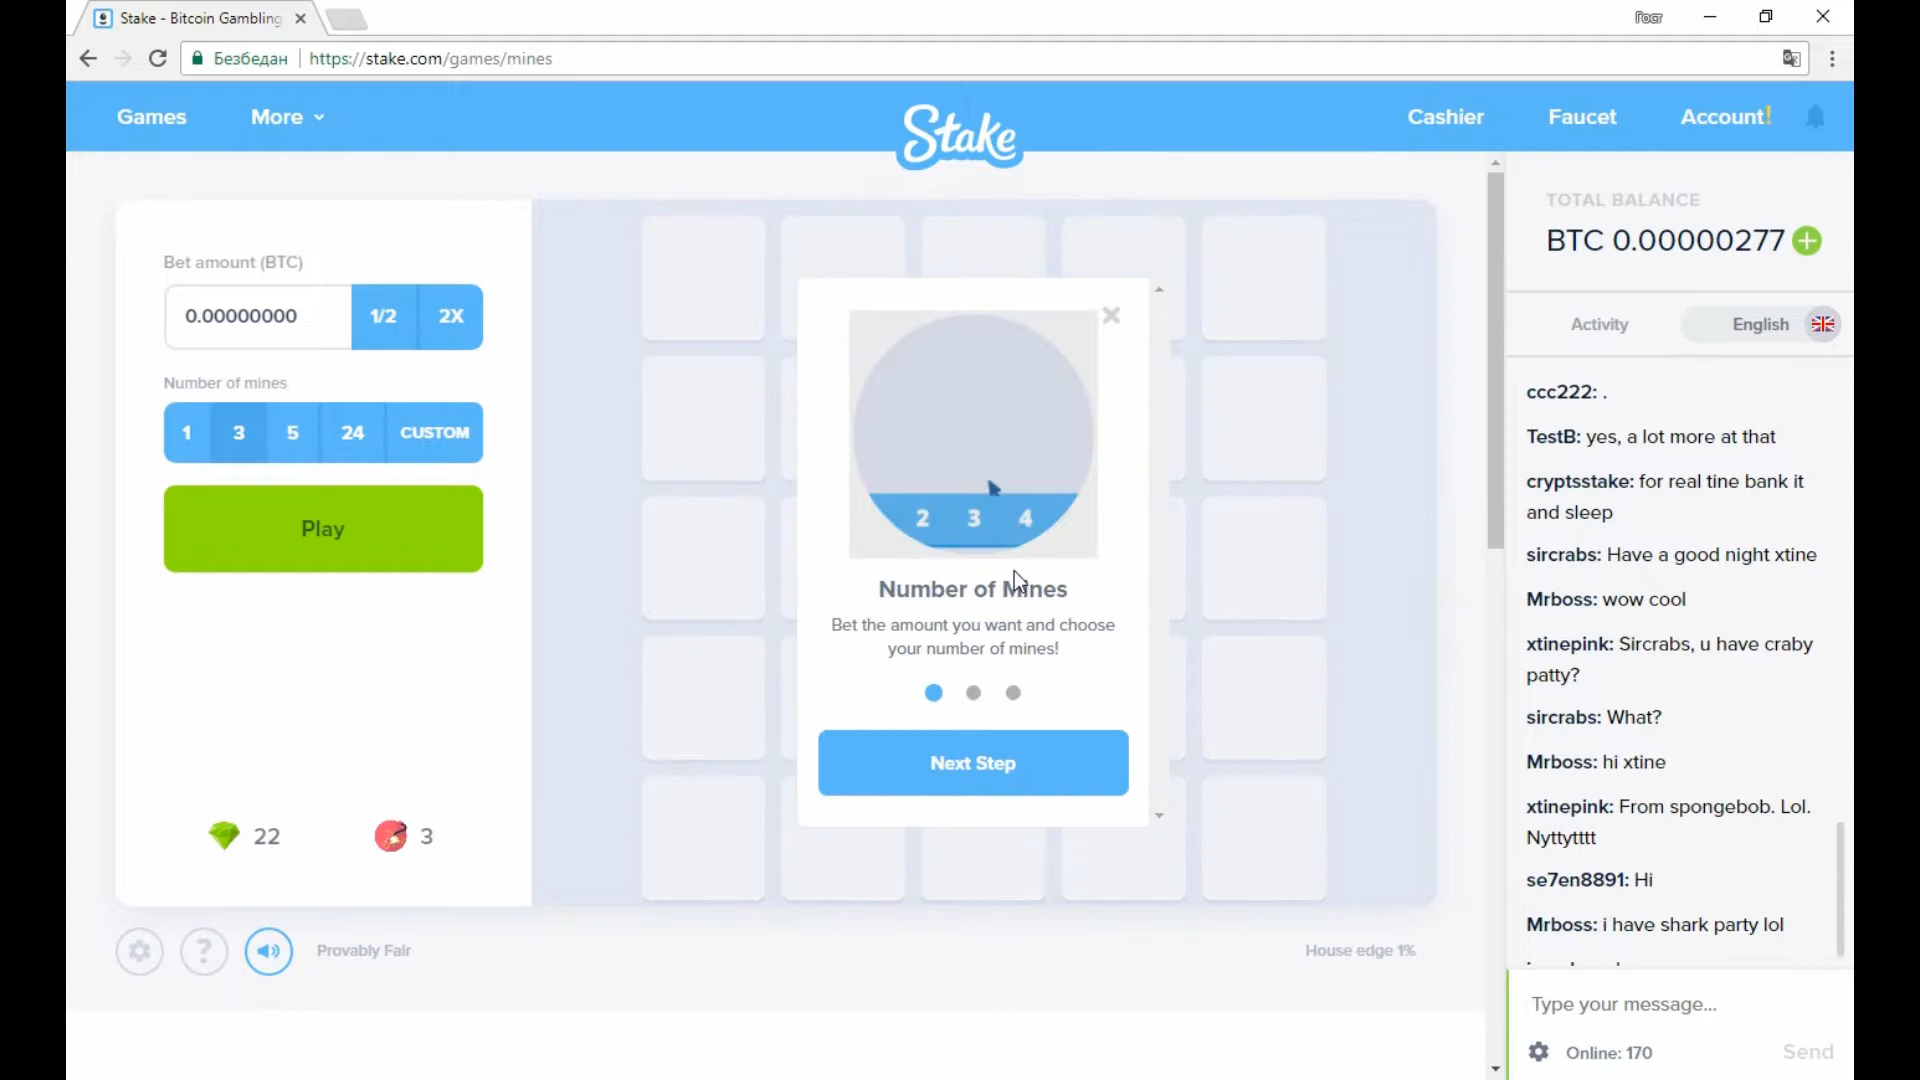 Stake - Bitcoin Gambling
Гост
Безбедан
https://stake.com/games/mines
Games
More
Stake
Cashier
Faucet
Account!
Bet amount (BTC)
0.00000000
1/2
2X
Number of mines
1
3
5
24
CUSTOM
Play
22
3
2
3
4
Number of Mines
Bet the amount you want and choose
your number of mines!
Next Step
?
Provably Fair
House edge 1%
TOTAL BALANCE
BTC 0.00000277
Activity
English
ccc222: .
TestB: yes, a lot more at that
cryptsstake: for real tine bank it
and sleep
sircrabs: Have a good night xtine
Mrboss: wow cool
xtinepink: Sircrabs, u have craby
patty?
sircrabs: What?
Mrboss: hi xtine
xtinepink: From spongebob. Lol.
Nyttytttt
se7en8891: Hi
Mrboss: i have shark party lol
Type your message...
Online: 170
Send